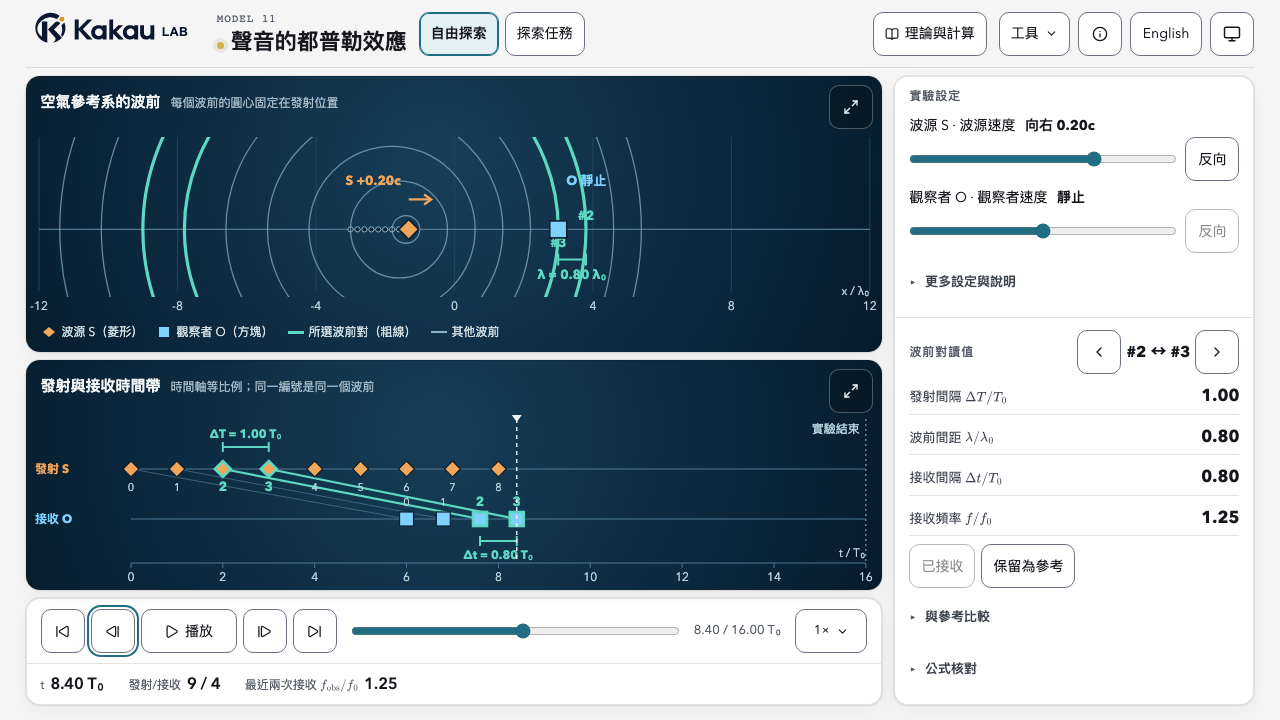 Kakau LAB
MODEL 11
聲音的都普勒效應
自由探索
探索任務
理論與計算
工具
English
空氣參考系的波前 每個波前的圓心固定在發射位置
S +0.20c
O 靜止
#2
#3
λ = 0.80 λ₀
x / λ₀
-12 -8 -4 0 4 8 12
波源 S（菱形） 觀察者 O（方塊） 所選波前對（粗線） 其他波前
發射與接收時間帶 時間軸等比例；同一編號是同一個波前
實驗結束
ΔT = 1.00 T₀
發射 S
0 1 2 3 4 5 6 7 8
0 1 2 3
接收 O
Δt = 0.80 T₀
t / T₀
0 2 4 6 8 10 12 14 16
播放
8.40 / 16.00 T₀
1×
t 8.40 T₀ 發射/接收 9 / 4 最近兩次接收 f_obs/f₀ 1.25
實驗設定
波源 S · 波源速度 向右 0.20c
反向
觀察者 O · 觀察者速度 靜止
反向
更多設定與說明
波前對讀值 #2 ↔ #3
發射間隔 ΔT/T₀ 1.00
波前間距 λ/λ₀ 0.80
接收間隔 Δt/T₀ 0.80
接收頻率 f/f₀ 1.25
已接收
保留為參考
與參考比較
公式核對